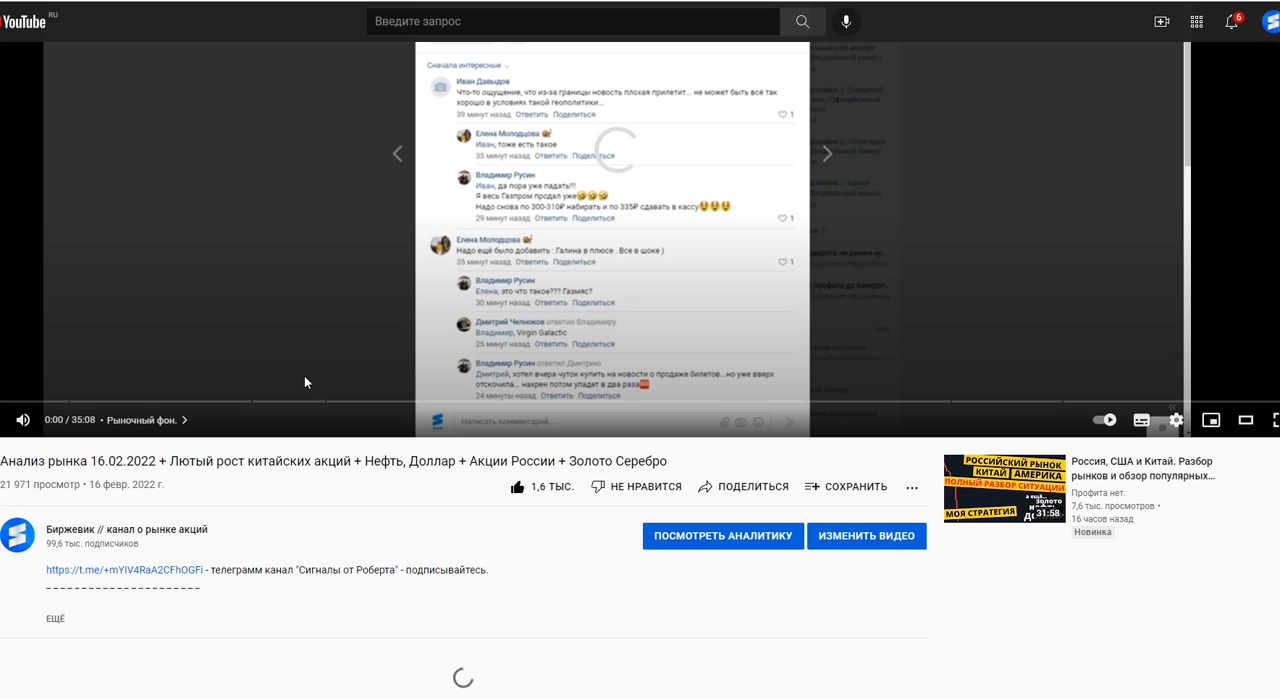 YouTube RU
Введите запрос
6
Сначала интересные
Иван Давыдов
Что-то ощущение, что из-за границы новость плохая прилетит... не может быть всё так
хорошо в условиях такой геополитики...
39 минут назад Ответить Поделиться
1
Елена Молодцова
Иван, тоже есть такое
35 минут назад Ответить Поделиться
Владимир Русин
Иван, да пора уже падать!!!
Я весь Газпром продал уже🤣🤣🤣
Надо снова по 300-310₽ набирать и по 335₽ сдавать в кассу
29 минут назад Ответить Поделиться
1
Елена Молодцова
Надо ещё было добавить : Галина в плюсе . Все в шоке )
35 минут назад Ответить Поделиться
1
Владимир Русин
Елена, это что такое??? Газмяс?
30 минут назад Ответить Поделиться
Дмитрий Челноков ответил Владимиру
Владимир, Virgin Galactic
25 минут назад Ответить Поделиться
Владимир Русин ответил Дмитрию
Дмитрий, хотел вчера чуток купить на новости о продаже билетов...но уже вверх
отскочила... нахрен потом упадет в два раза
24 минуты назад Ответить Поделиться
Написать комментарий...
0:00 / 35:08 • Рыночный фон.
Анализ рынка 16.02.2022 + Лютый рост китайских акций + Нефть, Доллар + Акции России + Золото Серебро
21 971 просмотр • 16 февр. 2022 г.
1,6 ТЫС. НЕ НРАВИТСЯ ПОДЕЛИТЬСЯ СОХРАНИТЬ ...
Биржевик // канал о рынке акций
99,6 тыс. подписчиков
ПОСМОТРЕТЬ АНАЛИТИКУ ИЗМЕНИТЬ ВИДЕО
https://t.me/+mYIV4RaA2CFhOGFi - телеграмм канал "Сигналы от Роберта" - подписывайтесь.
– – – – – – – – – – – – – – – – – – – – – –
ЕЩЁ
РОССИЙСКИЙ РЫНОК
КИТАЙ АМЕРИКА
ПОЛНЫЙ РАЗБОР СИТУАЦИИ
а ещё...
золото
МОЯ СТРАТЕГИЯ
31:58
Россия, США и Китай. Разбор
рынков и обзор популярных...
Профита нет.
7,6 тыс. просмотров •
16 часов назад
Новинка